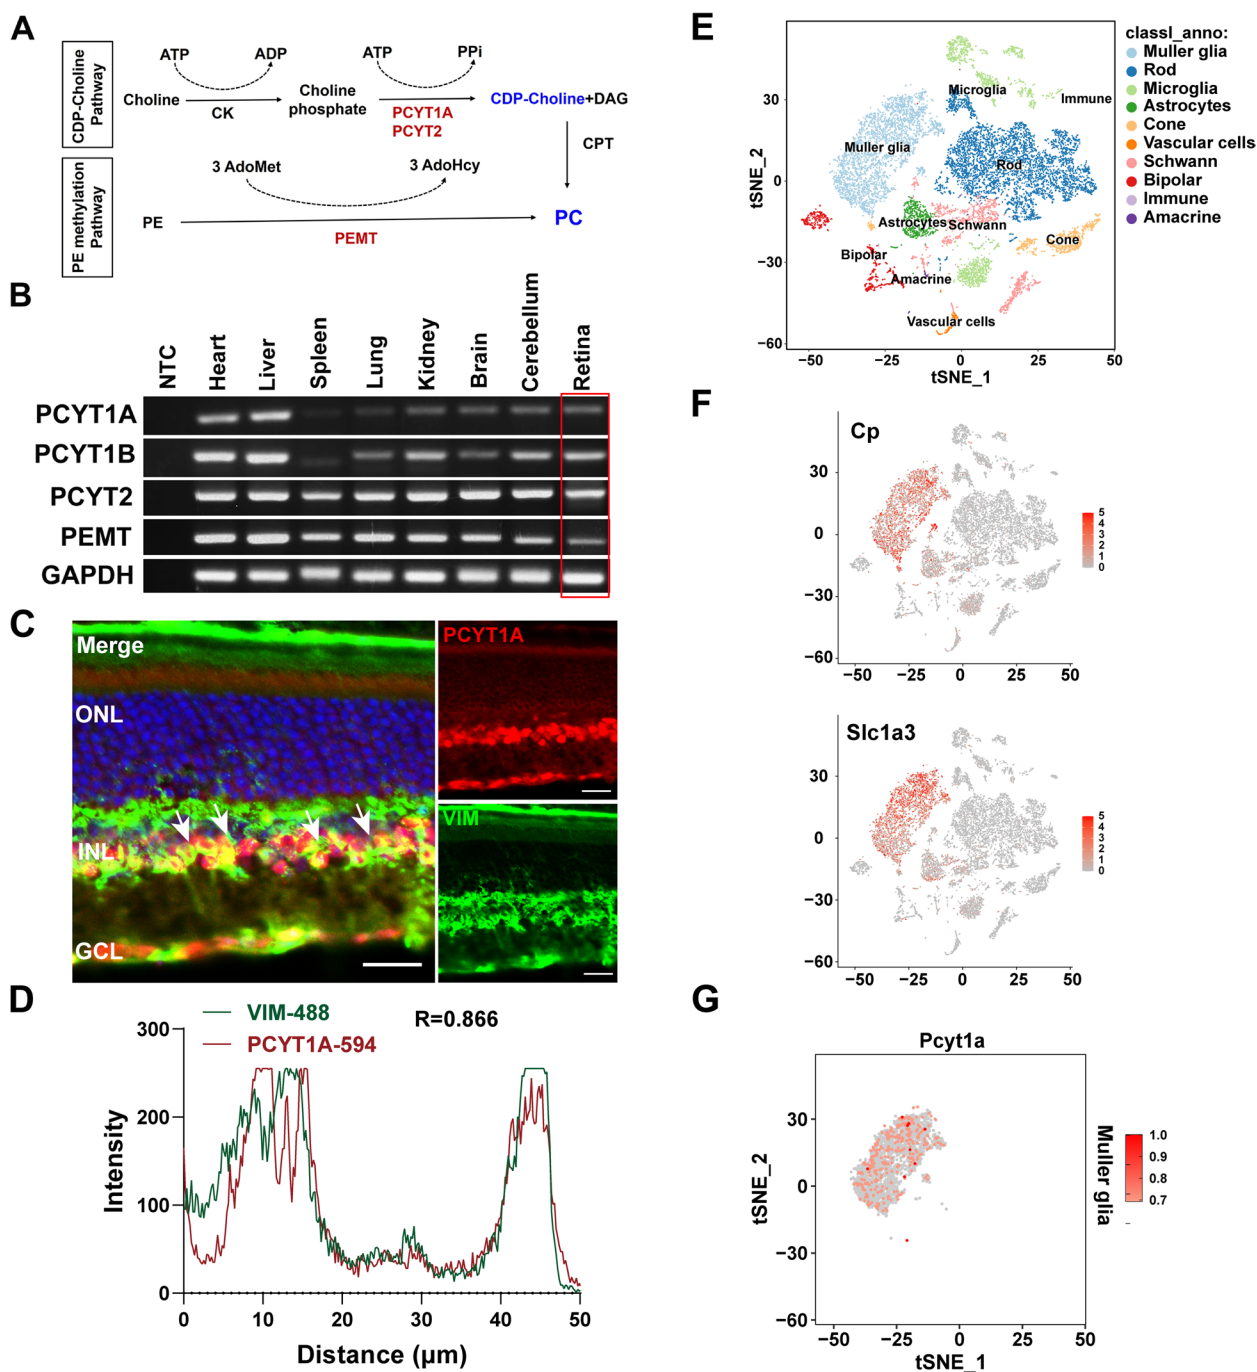 A
CDP-Choline
Pathway
ATP
ADP
ATP
PPi
Choline
CK
Choline
phosphate
PCYT1A
PCYT2
CDP-Choline+DAG
CPT
PE methylation
Pathway
3 AdoMet
3 AdoHcy
PE
PEMT
PC
B
NTC
Heart
Liver
Spleen
Lung
Kidney
Brain
Cerebellum
Retina
PCYT1A
PCYT1B
PCYT2
PEMT
GAPDH
C
Merge
ONL
INL
GCL
PCYT1A
VIM
D
VIM-488
PCYT1A-594
R=0.866
Intensity
300
200
100
0
0
10
20
30
40
50
Distance (μm)
E
classI_anno:
Muller glia
Rod
Microglia
Astrocytes
Cone
Vascular cells
Schwann
Bipolar
Immune
Amacrine
Microglia
Immune
Muller glia
Rod
Astrocytes
Schwann
Cone
Bipolar
Amacrine
Vascular cells
tSNE_2
30
0
−30
−60
−50
−25
0
25
50
tSNE_1
F
Cp
30
0
−30
−60
−50
−25
0
25
50
5
4
3
2
1
0
Slc1a3
30
0
−30
−60
−50
−25
0
25
50
5
4
3
2
1
0
G
Pcyt1a
tSNE_2
30
0
−30
−60
−50
−25
0
25
50
tSNE_1
Muller glia
1.0
0.9
0.8
0.7